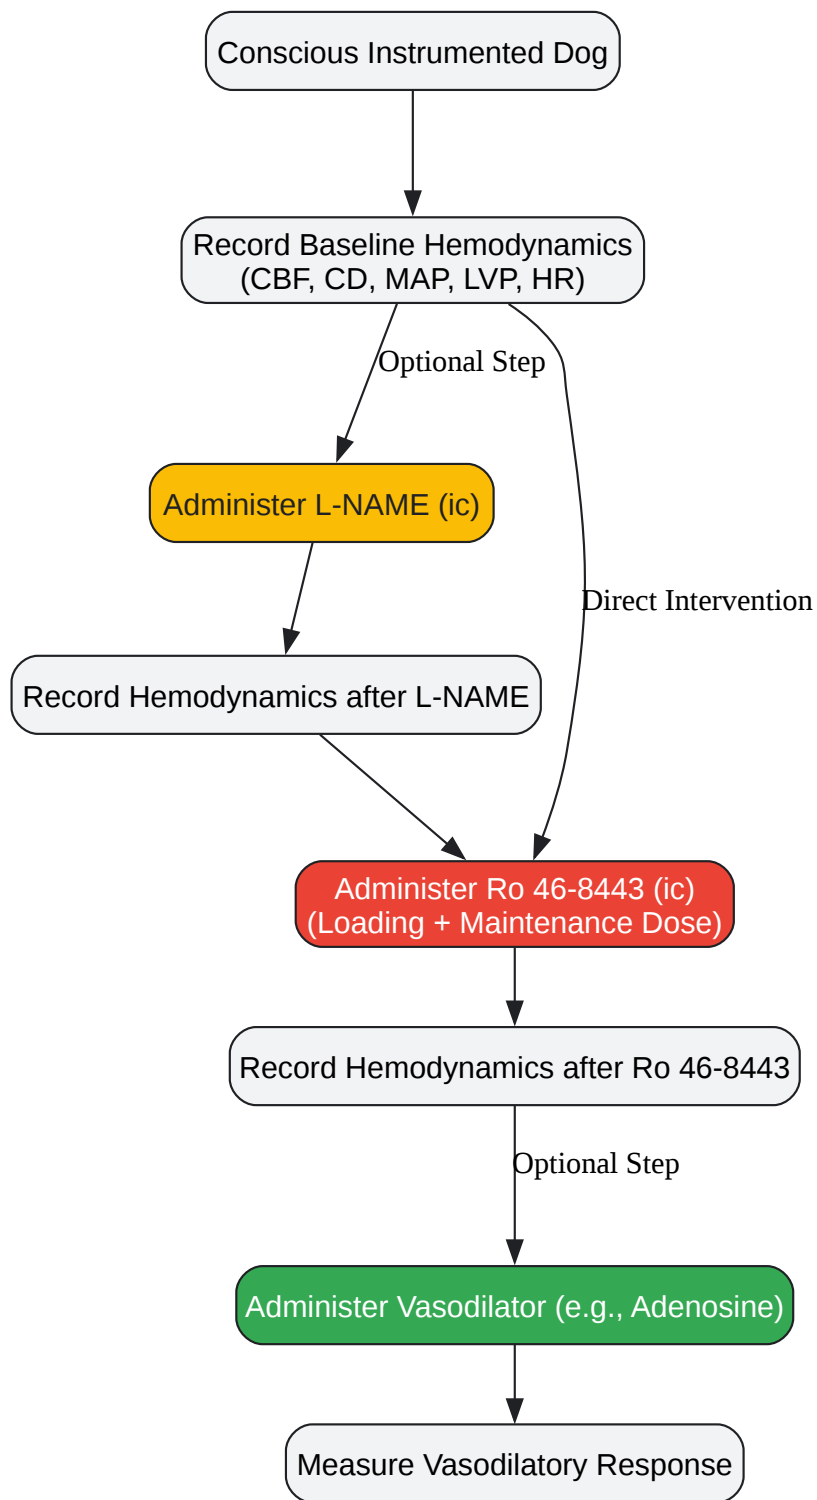 Conscious Instrumented Dog
Record Baseline Hemodynamics
(CBF, CD, MAP, LVP, HR)
Optional Step
Administer L-NAME (ic)
Direct Intervention
Record Hemodynamics after L-NAME
Administer Ro 46-8443 (ic)
(Loading + Maintenance Dose)
Record Hemodynamics after Ro 46-8443
Optional Step
Administer Vasodilator (e.g., Adenosine)
Measure Vasodilatory Response